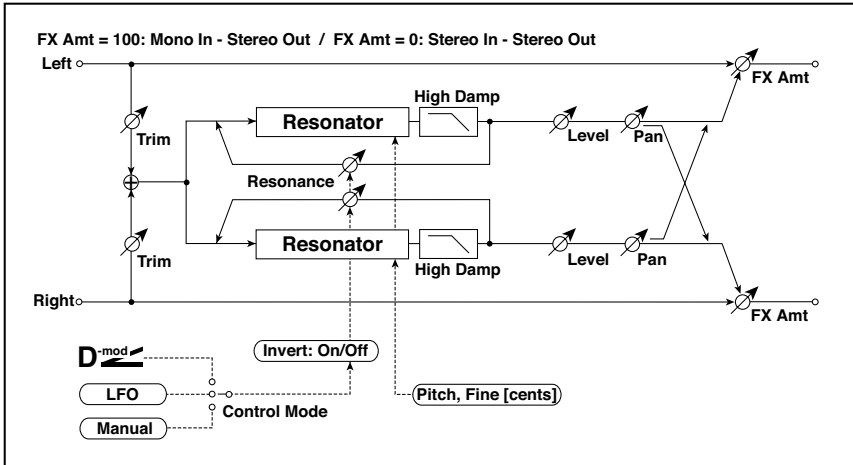 FX Amt = 100: Mono In - Stereo Out / FX Amt = 0: Stereo In - Stereo Out
Left
FX Amt
High Damp
Resonator
Trim
Level
Pan
Resonance
Resonator
Trim
High Damp
Level
Pan
Right
FX Amt
D-mod
Invert: On/Off
LFO
Pitch, Fine [cents]
Control Mode
Manual